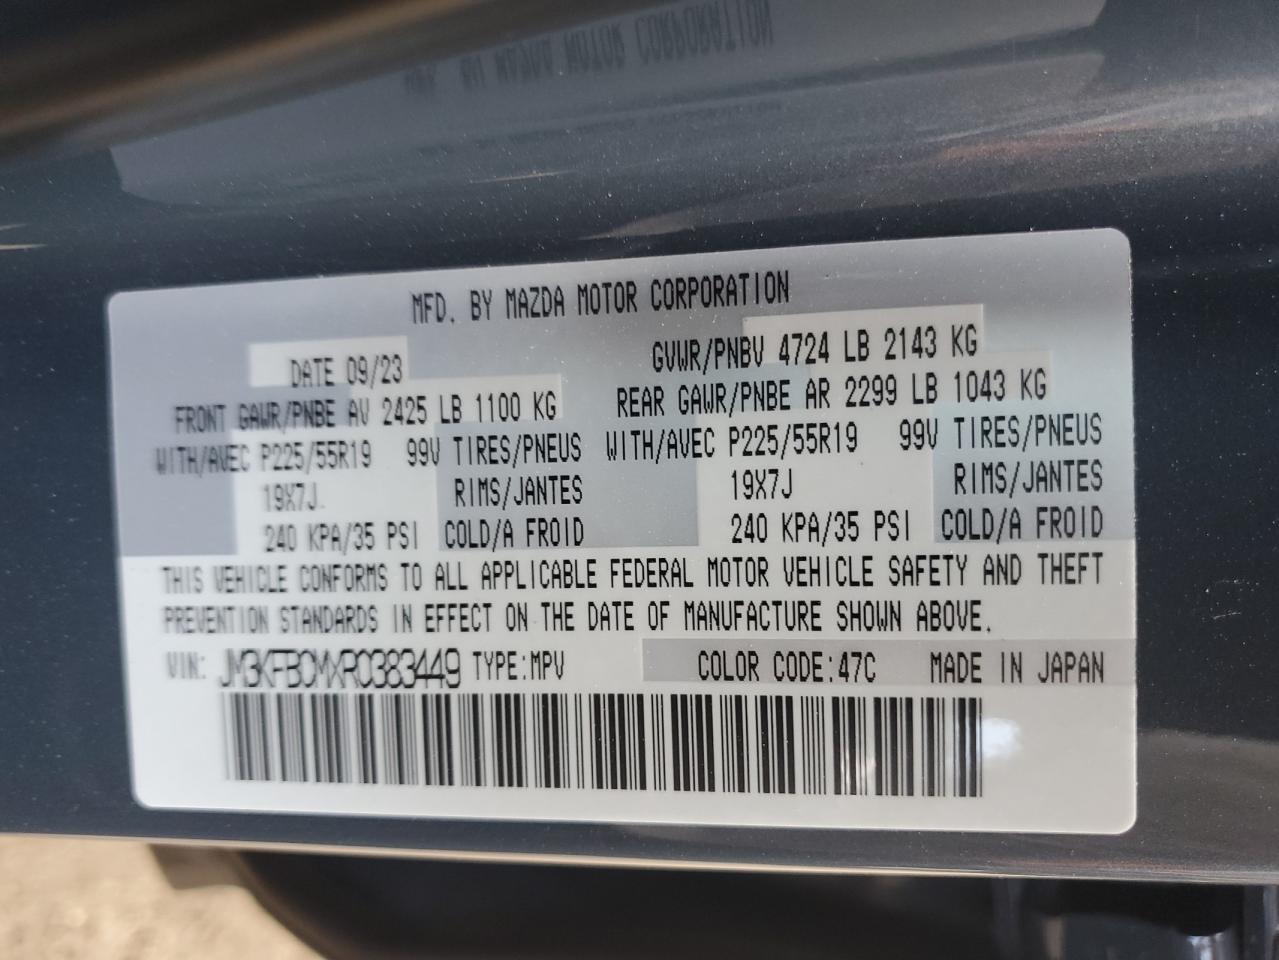 MFD. BY MAZDA MOTOR CORPORATION
DATE 09/23 GVWR/PNBV 4724 LB 2143 KG
FRONT GAWR/PNBE AV 2425 LB 1100 KG REAR GAWR/PNBE AR 2299 LB 1043 KG
WITH/AVEC P225/55R19 99V TIRES/PNEUS WITH/AVEC P225/55R19 99V TIRES/PNEUS
19X7J RIMS/JANTES 19X7J RIMS/JANTES
240 KPA/35 PSI COLD/A FROID 240 KPA/35 PSI COLD/A FROID
THIS VEHICLE CONFORMS TO ALL APPLICABLE FEDERAL MOTOR VEHICLE SAFETY AND THEFT
PREVENTION STANDARDS IN EFFECT ON THE DATE OF MANUFACTURE SHOWN ABOVE.
VIN: JM3KFBCMXR0383449 TYPE:MPV COLOR CODE:47C MADE IN JAPAN